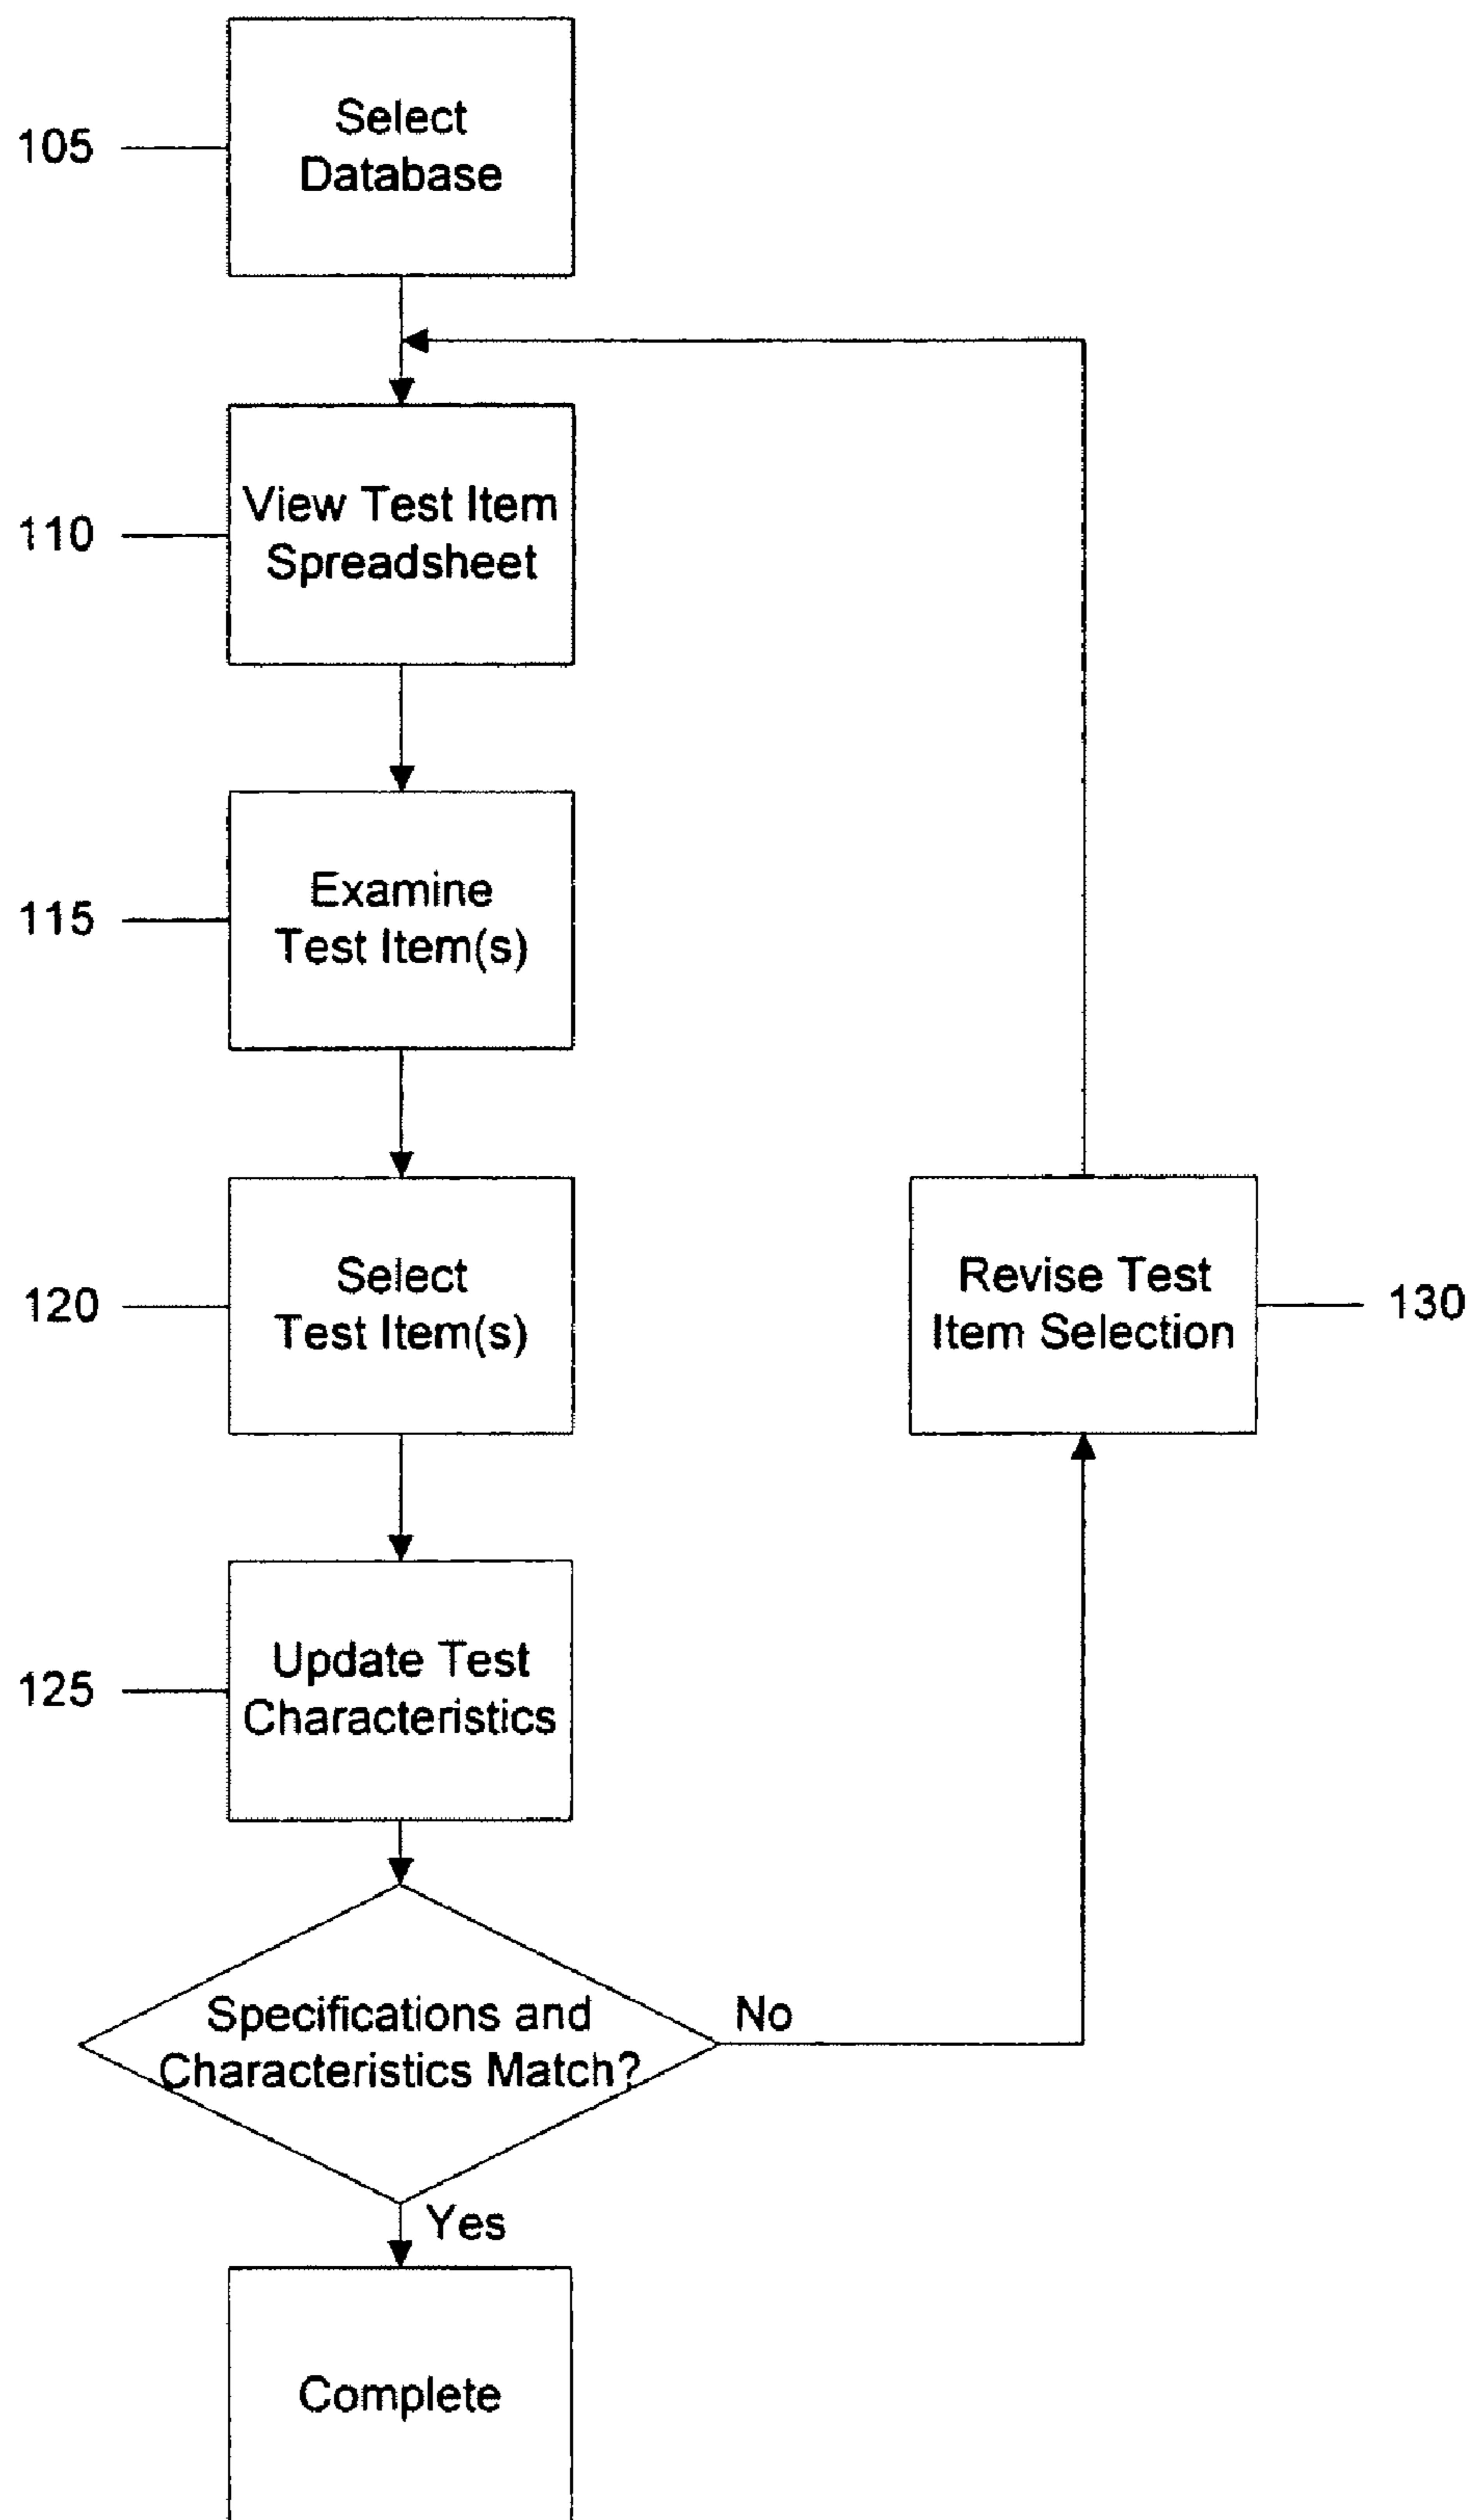 Select
Database
105
View Test Item
Spreadsheet
110
Examine
Test Item(s)
115
Select
Test Item(s)
120
Revise Test
Item Selection
130
Update Test
Characteristics
125
Specifications and
Characteristics Match?
No
Yes
Complete